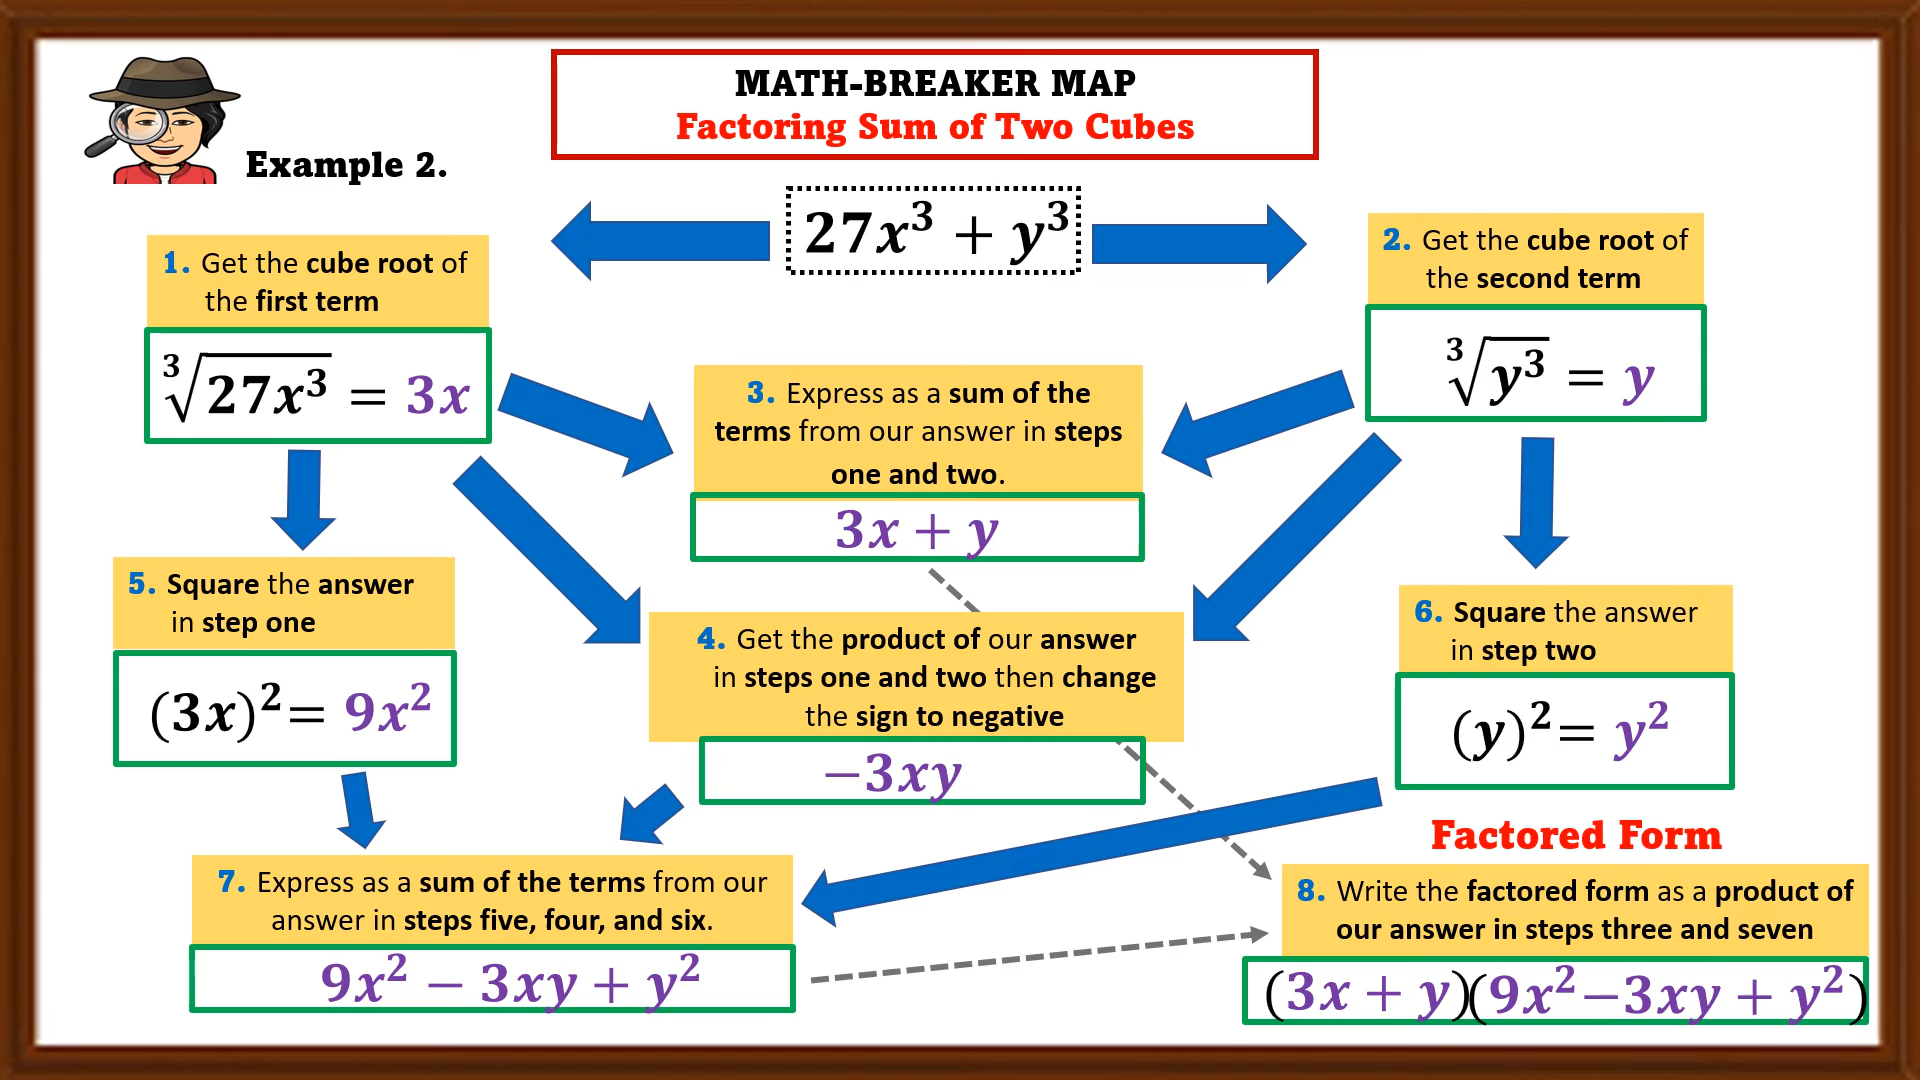 MATH-BREAKER MAP
Factoring Sum of Two Cubes
Example 2.
27x³ + y³
1. Get the cube root of
the first term
∛27x³ = 3x
2. Get the cube root of
the second term
∛y³ = y
3. Express as a sum of the
terms from our answer in steps
one and two.
3x + y
4. Get the product of our answer
in steps one and two then change
the sign to negative
−3xy
5. Square the answer
in step one
(3x)² = 9x²
6. Square the answer
in step two
(y)² = y²
7. Express as a sum of the terms from our
answer in steps five, four, and six.
9x² − 3xy + y²
Factored Form
8. Write the factored form as a product of
our answer in steps three and seven
(3x + y)(9x² − 3xy + y²)